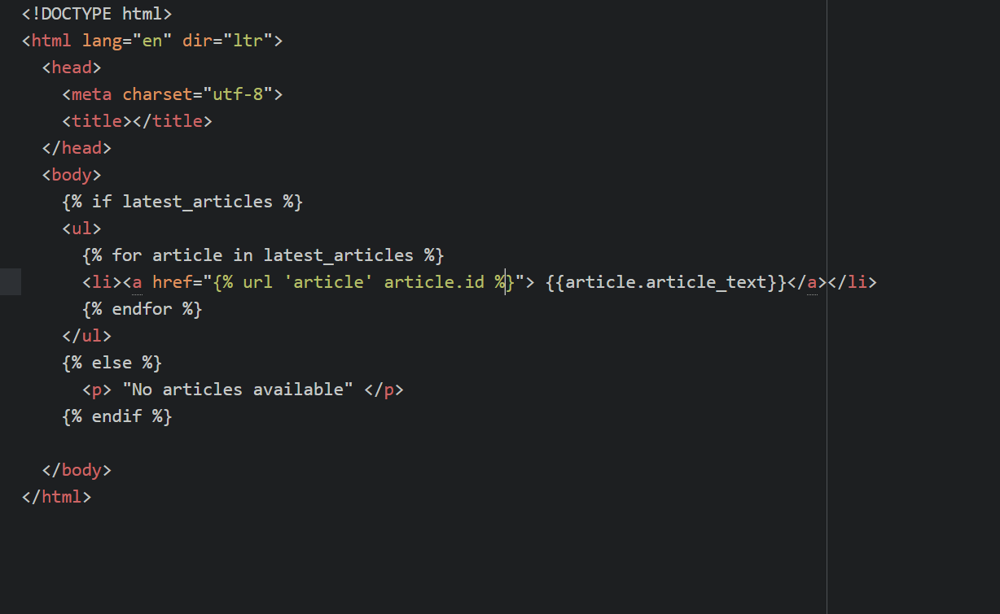 <!DOCTYPE html>
<html lang="en" dir="ltr">
  <head>
    <meta charset="utf-8">
    <title></title>
  </head>
  <body>
    {% if latest_articles %}
    <ul>
      {% for article in latest_articles %}
      <li><a href="{% url 'article' article.id %}"> {{article.article_text}}</a></li>
      {% endfor %}
    </ul>
    {% else %}
      <p> "No articles available" </p>
    {% endif %}

  </body>
</html>